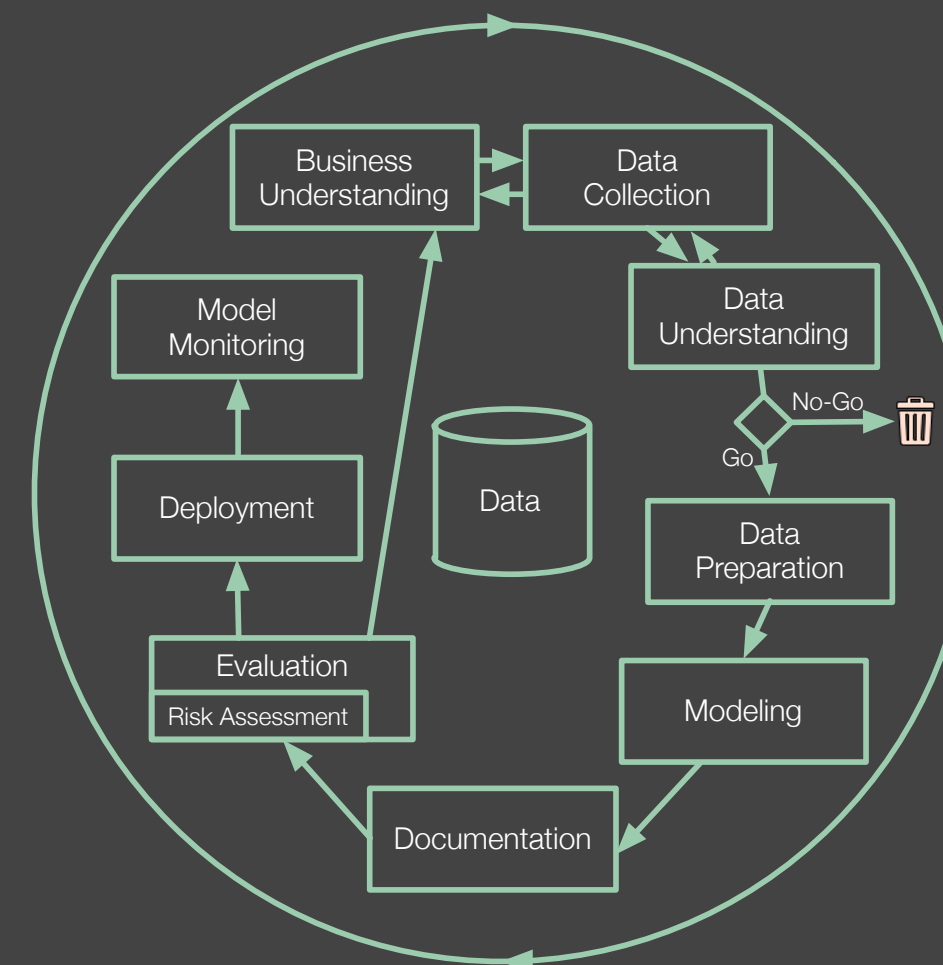 Business
Understanding
Data
Collection
Data
Understanding
No-Go
Go
Data
Preparation
Modeling
Documentation
Evaluation
Risk Assessment
Deployment
Model
Monitoring
Data